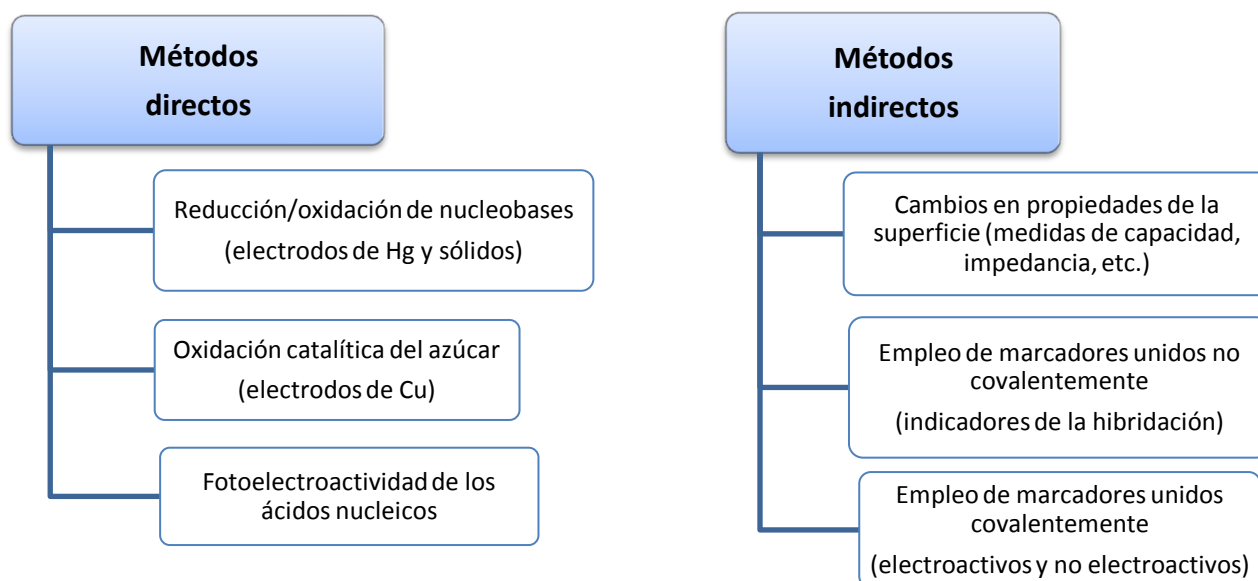 Métodos
directos
Reducción/oxidación de nucleobases
(electrodos de Hg y sólidos)
Oxidación catalítica del azúcar
(electrodos de Cu)
Fotoelectroactividad de los
ácidos nucleicos
Métodos
indirectos
Cambios en propiedades de la
superficie (medidas de capacidad,
impedancia, etc.)
Empleo de marcadores unidos no
covalentemente
(indicadores de la hibridación)
Empleo de marcadores unidos
covalentemente
(electroactivos y no electroactivos)